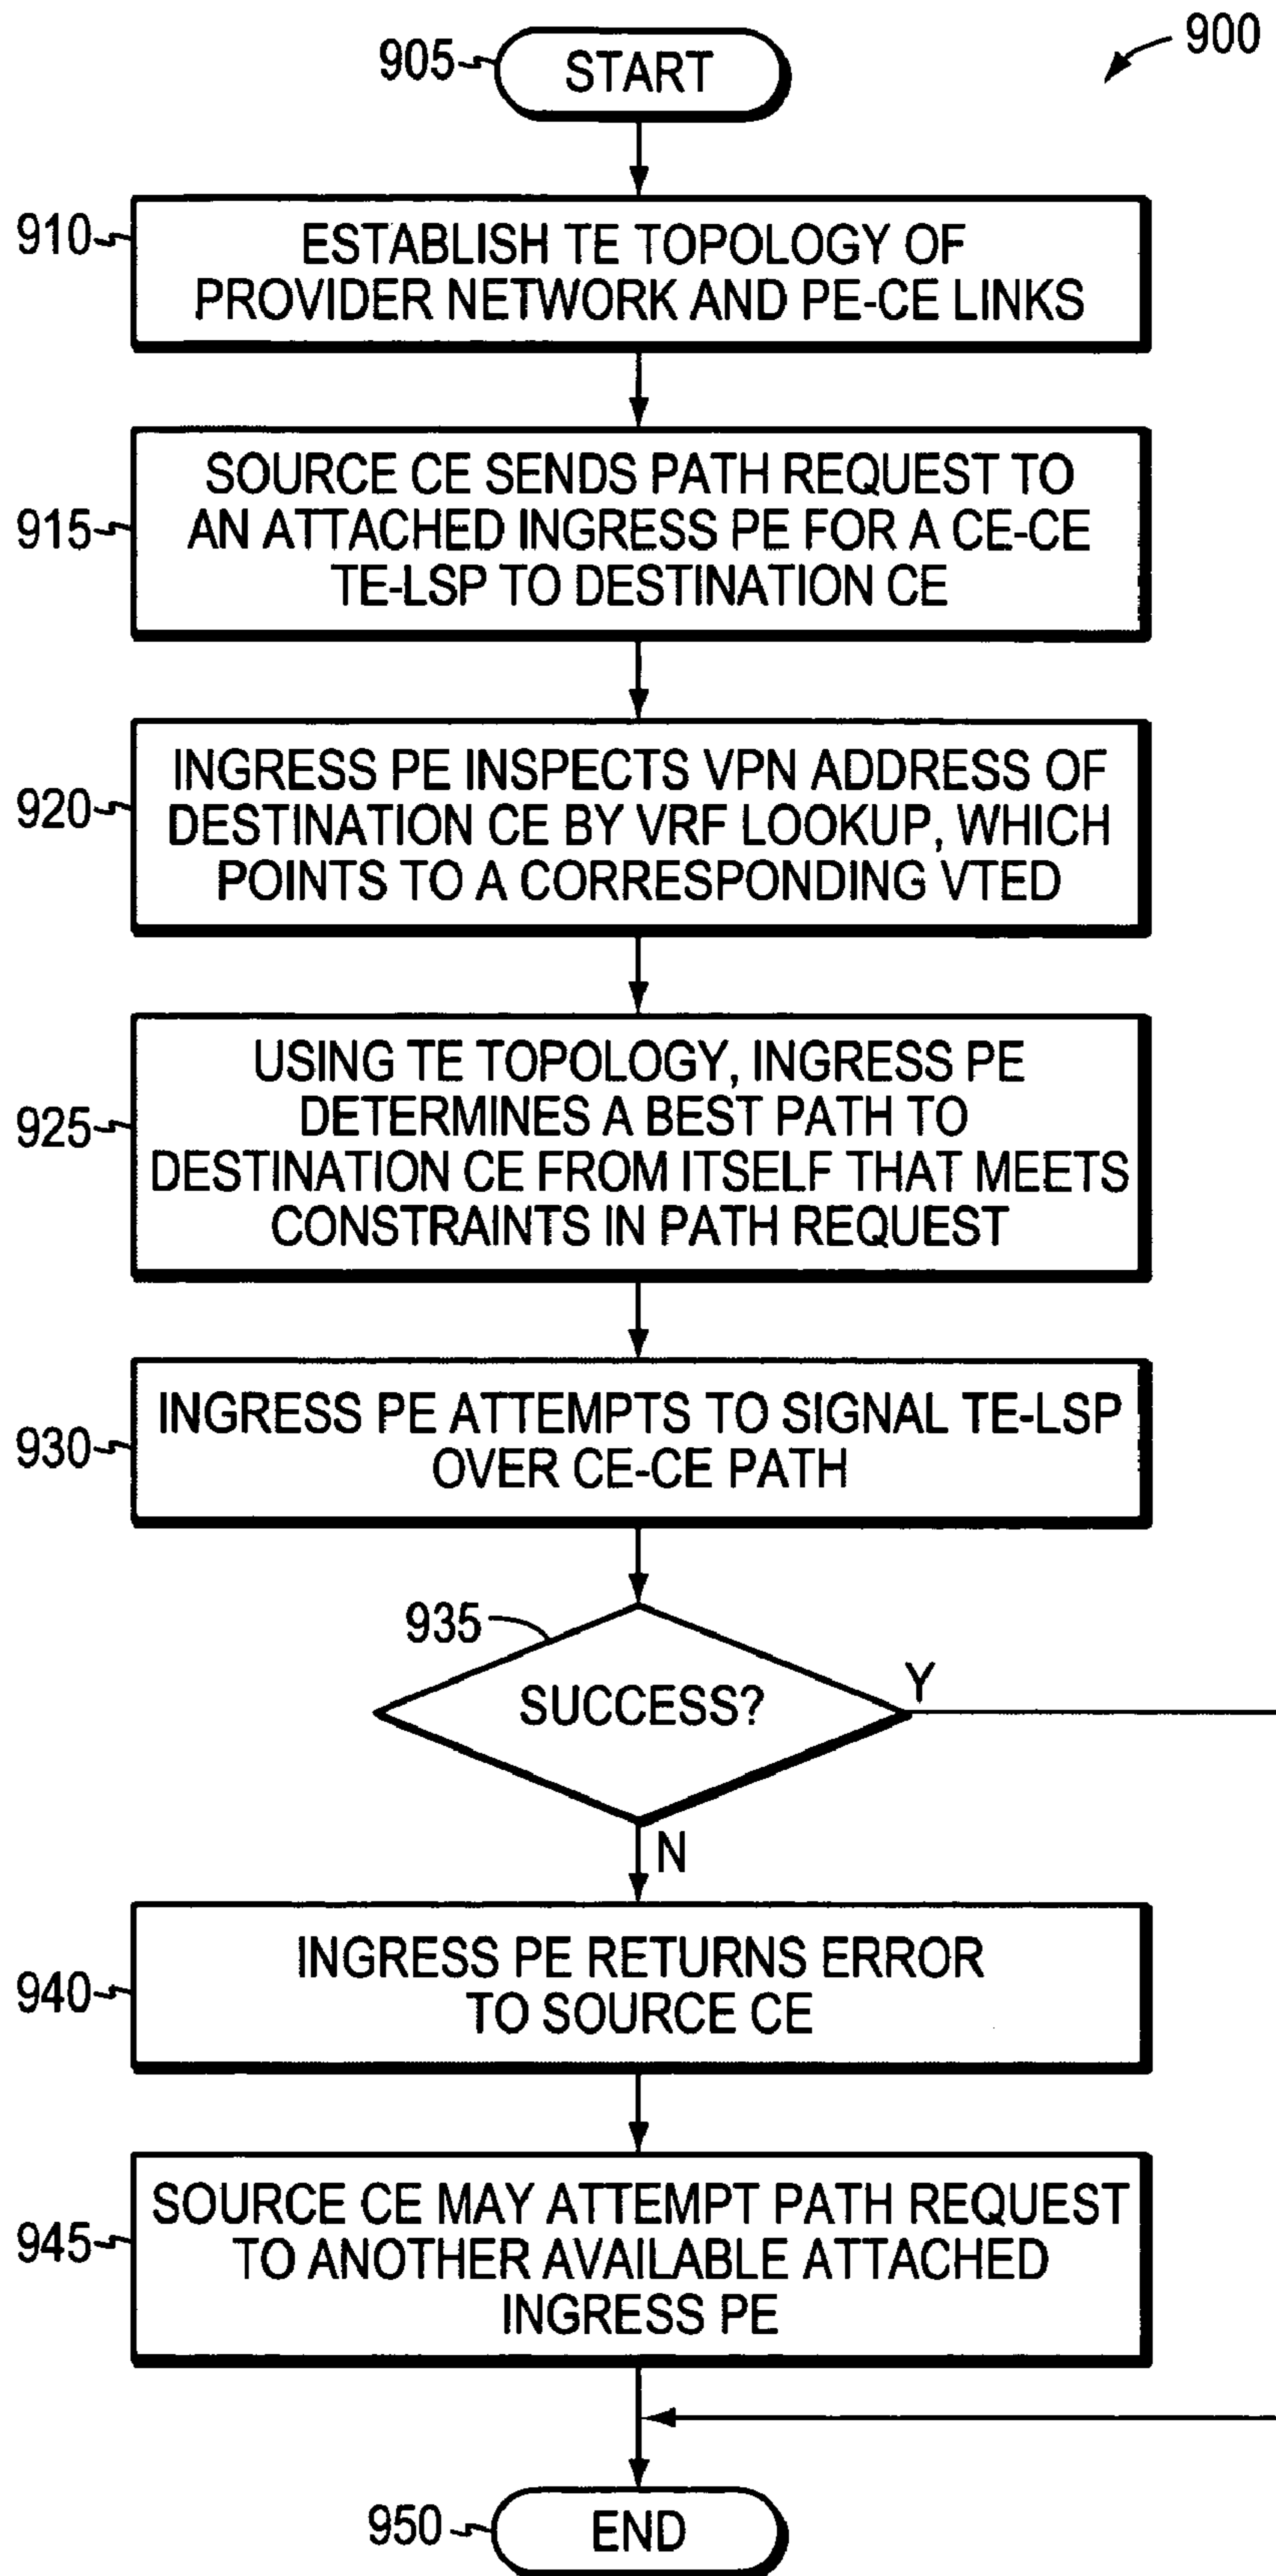 900
905
START
910
ESTABLISH TE TOPOLOGY OF
PROVIDER NETWORK AND PE-CE LINKS
915
SOURCE CE SENDS PATH REQUEST TO
AN ATTACHED INGRESS PE FOR A CE-CE
TE-LSP TO DESTINATION CE
920
INGRESS PE INSPECTS VPN ADDRESS OF
DESTINATION CE BY VRF LOOKUP, WHICH
POINTS TO A CORRESPONDING VTED
925
USING TE TOPOLOGY, INGRESS PE
DETERMINES A BEST PATH TO
DESTINATION CE FROM ITSELF THAT MEETS
CONSTRAINTS IN PATH REQUEST
930
INGRESS PE ATTEMPTS TO SIGNAL TE-LSP
OVER CE-CE PATH
935
SUCCESS?
Y
N
940
INGRESS PE RETURNS ERROR
TO SOURCE CE
945
SOURCE CE MAY ATTEMPT PATH REQUEST
TO ANOTHER AVAILABLE ATTACHED
INGRESS PE
950
END